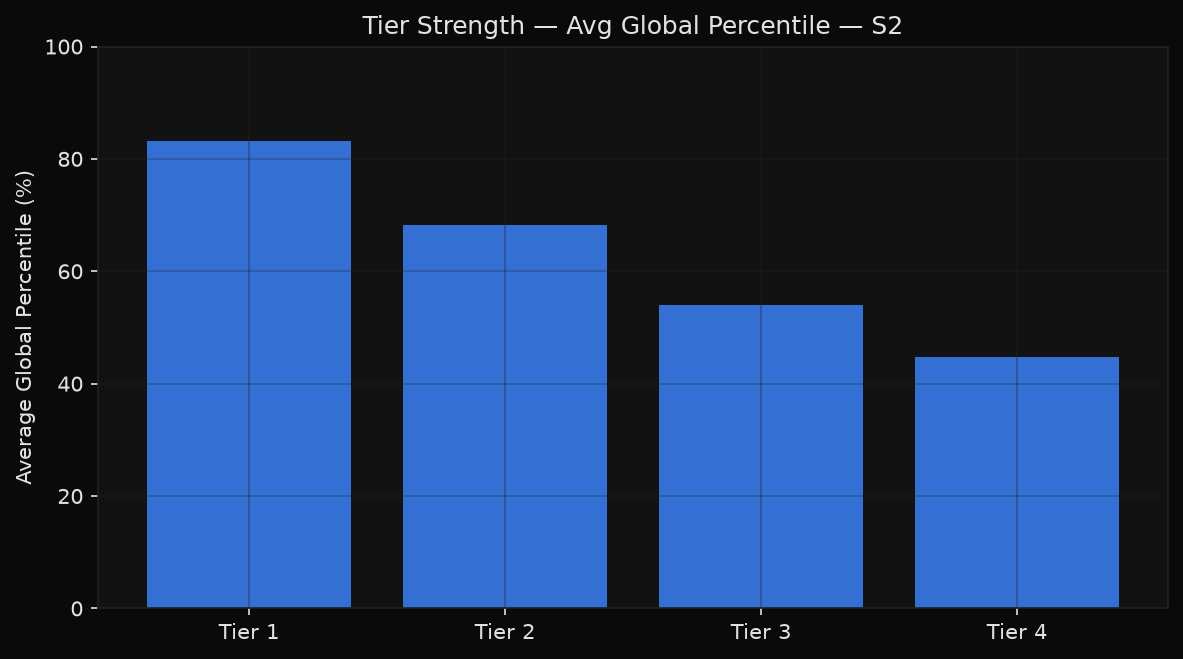 Tier Strength — Avg Global Percentile — S2
Average Global Percentile (%)
100
80
60
40
20
0
Tier 1
Tier 2
Tier 3
Tier 4